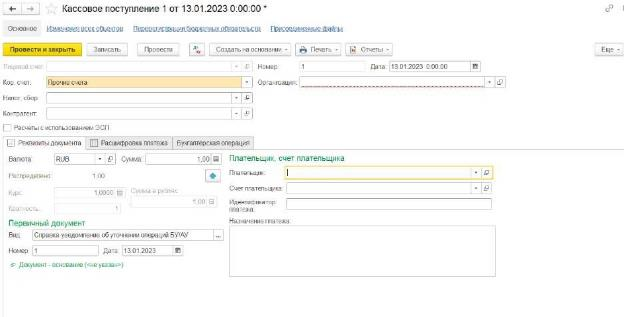 Кассовое поступление 1 от 13.01.2023 0:00:00 *
Основное Изменения всех объектов Перерегистрация бюджетных обязательств Присоединенные файлы
Провести и закрыть Записать Провести Создать на основании Печать Отчеты Еще
Лицевой счет: Номер: 1 Дата: 13.01.2023 0:00:00
Кор. счет: Прочие счета Организация:
Налог, сбор:
Контрагент:
Расчеты с использованием ЭСП
Реквизиты документа Расшифровка платежа Бухгалтерская операция
Валюта: RUB Сумма: 1,00 Плательщик, счет плательщика
Распределено: 1,00 Плательщик:
Счет плательщика:
Курс: 1,0000 Сумма в рублях: 1,00
Идентификатор платежа:
Кратность: 1
Назначение платежа:
Первичный документ
Вид: Справка-уведомление об уточнении операций БУ/АУ ...
Номер: 1 Дата: 13.01.2023
Документ - основание (<не указан>)